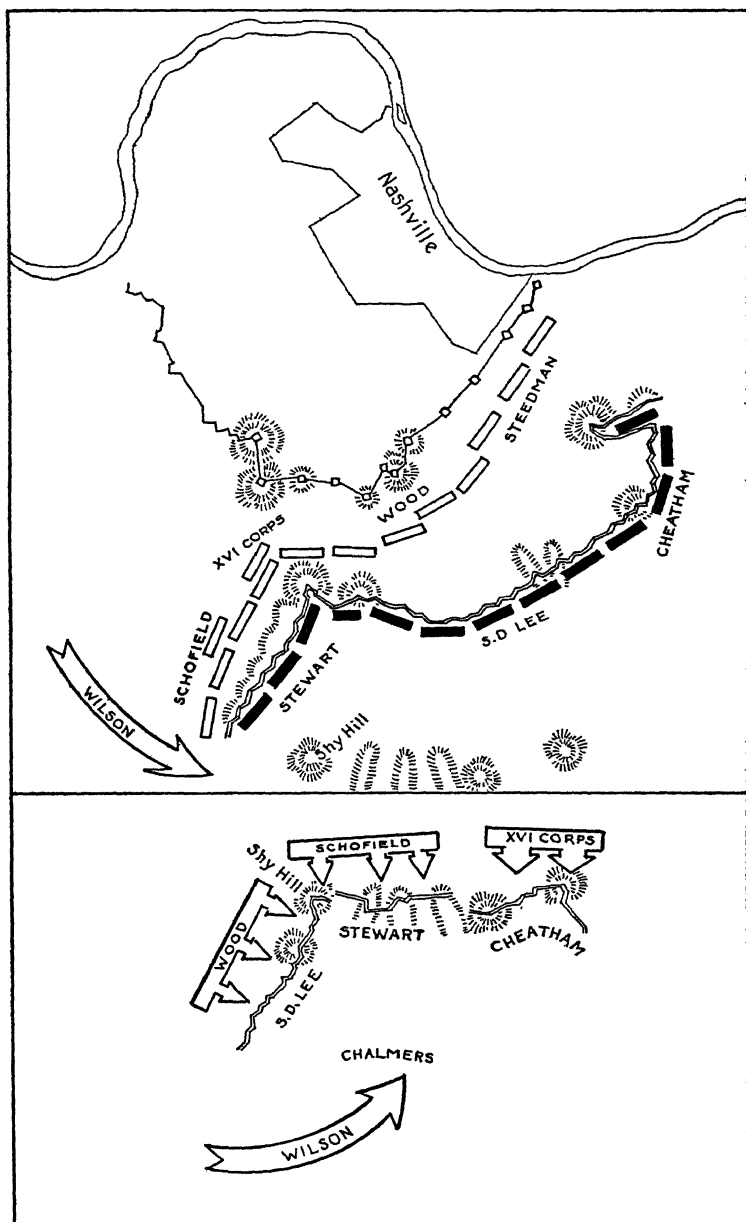 Nashville
STEEDMAN
WOOD
XVI CORPS
CHEATHAM
SCHOFIELD
S.D LEE
STEWART
WILSON
Shy Hill
SCHOFIELD
XVI CORPS
Shy Hill
STEWART
CHEATHAM
WOOD
S.D. LEE
CHALMERS
WILSON